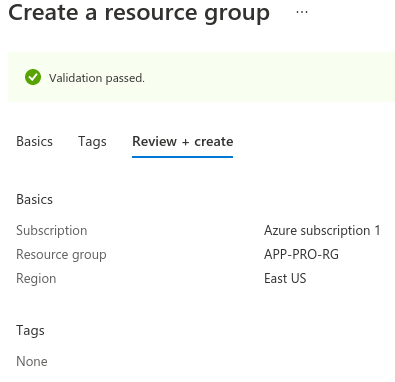 Create a resource group ...
Validation passed.
Basics Tags Review + create
Basics
Subscription Azure subscription 1
Resource group APP-PRO-RG
Region East US
Tags
None